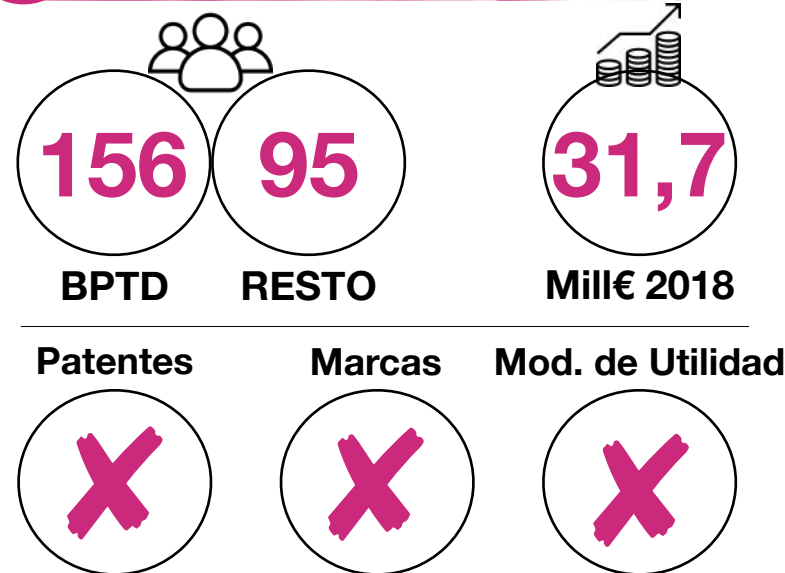 156 95 31,7
BPTD RESTO Mill€ 2018
Patentes Marcas Mod. de Utilidad